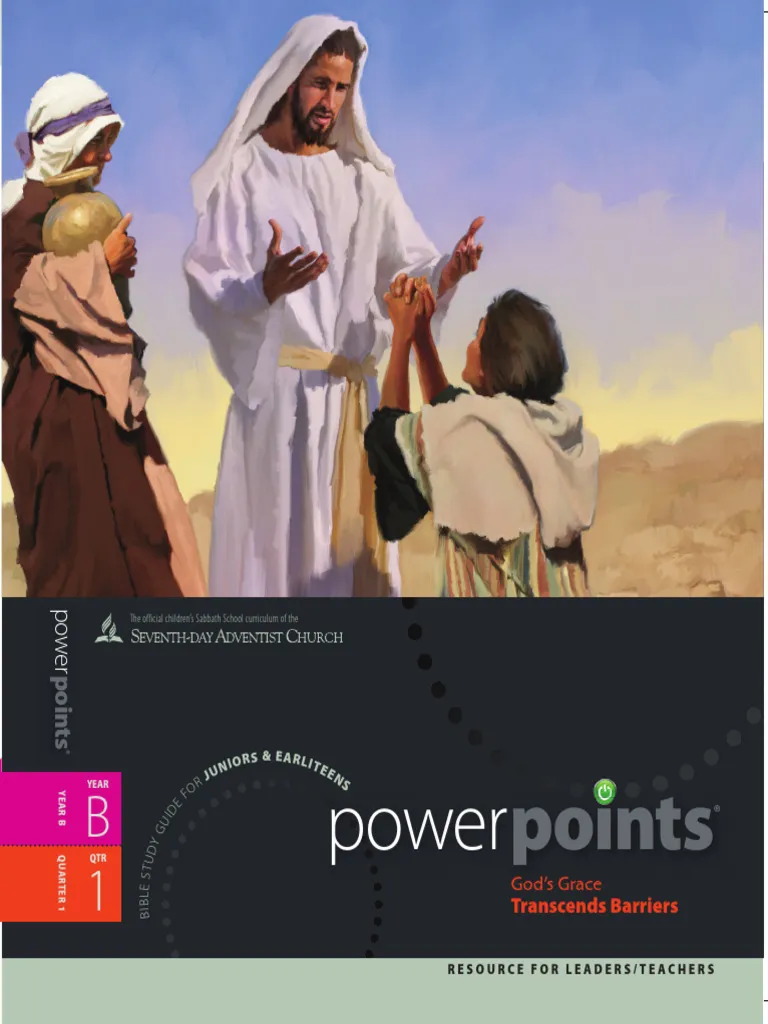 The official children's Sabbath School curriculum of the
SEVENTH-DAY ADVENTIST CHURCH
powerpoints®
YEAR B
QUARTER 1
YEAR
B
QTR
1
BIBLE STUDY GUIDE FOR JUNIORS & EARLITEENS
powerpoints®
God's Grace
Transcends Barriers
RESOURCE FOR LEADERS/TEACHERS